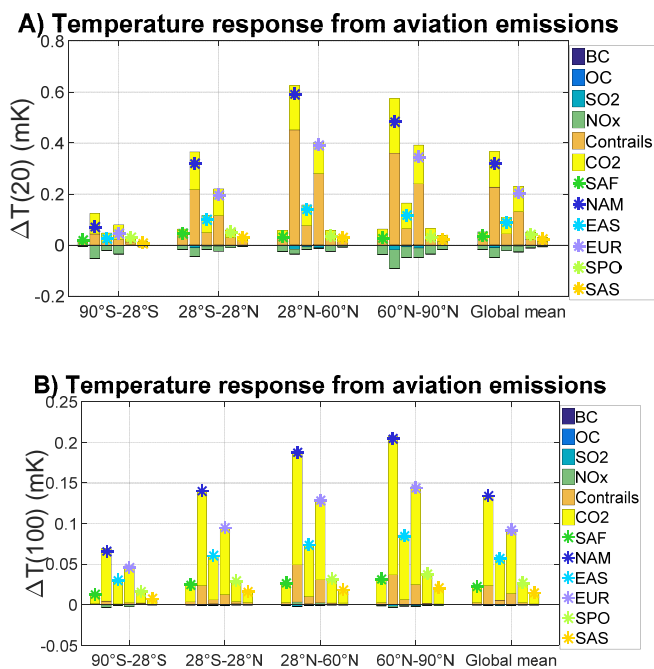 A) Temperature response from aviation emissions
ΔT(20) (mK)
0.8
0.6
0.4
0.2
0
-0.2
90°S-28°S 28°S-28°N 28°N-60°N 60°N-90°N Global mean
BC
OC
SO2
NOx
Contrails
CO2
SAF
NAM
EAS
EUR
SPO
SAS
B) Temperature response from aviation emissions
ΔT(100) (mK)
0.25
0.2
0.15
0.1
0.05
0
-0.05
90°S-28°S 28°S-28°N 28°N-60°N 60°N-90°N Global mean
BC
OC
SO2
NOx
Contrails
CO2
SAF
NAM
EAS
EUR
SPO
SAS